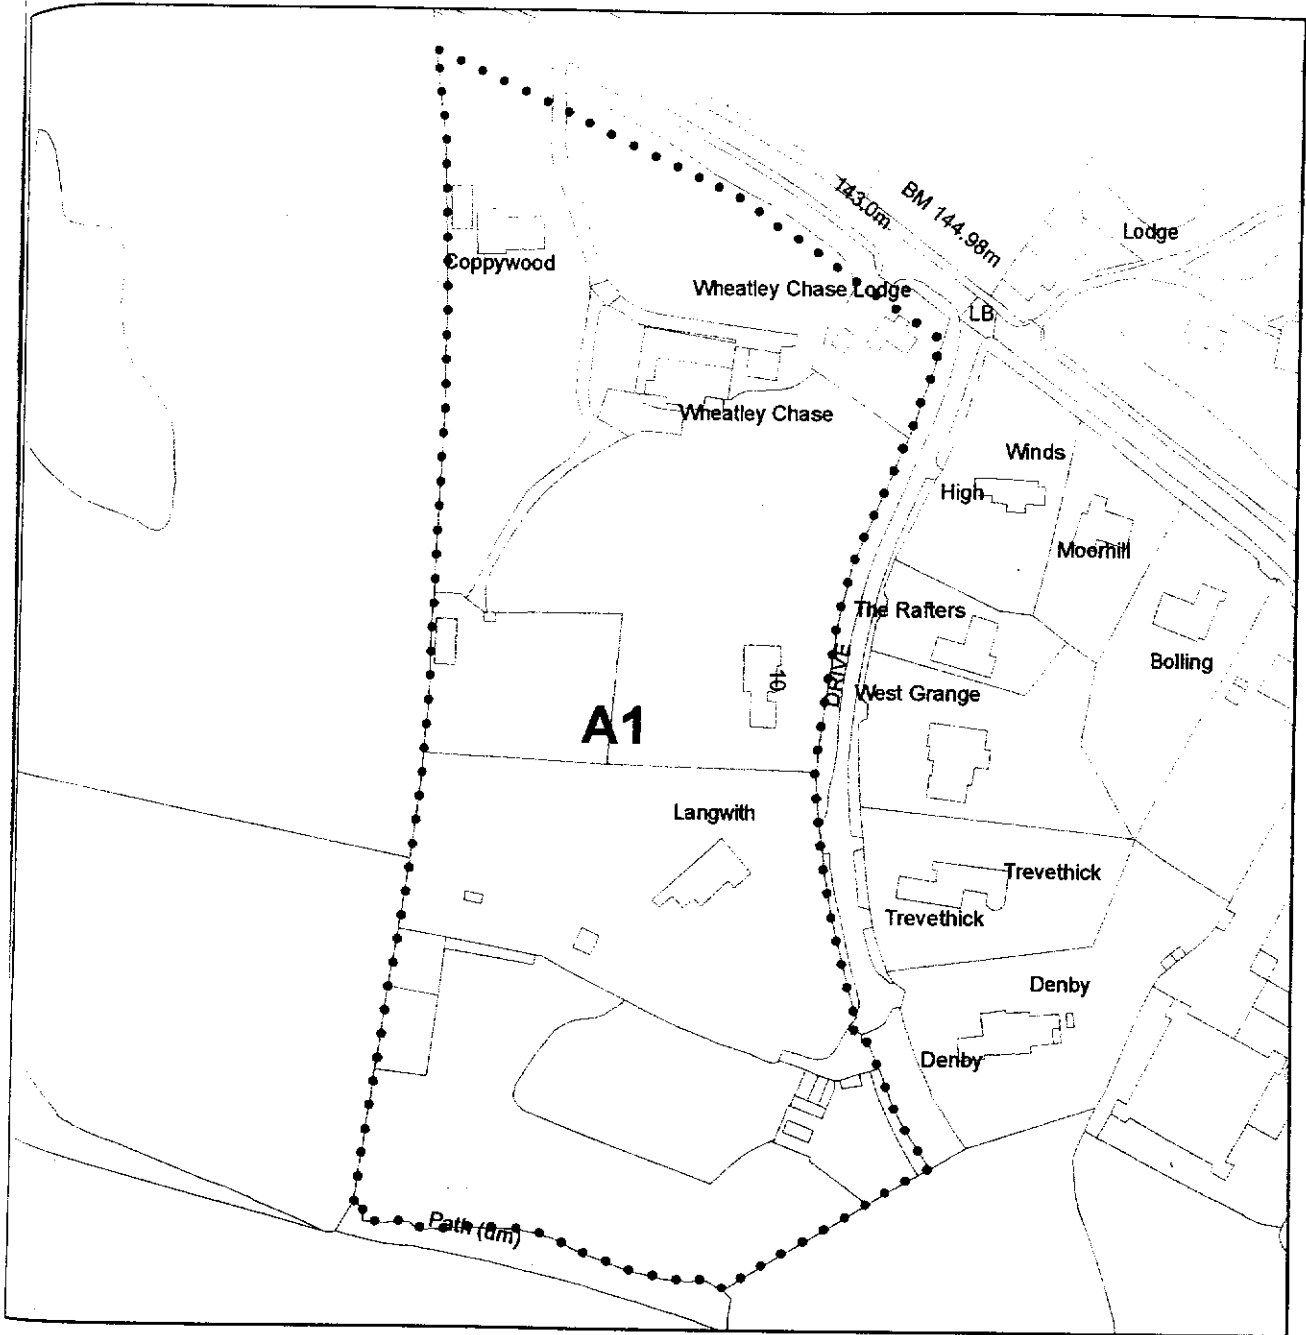 143.0m
BM 144.98m
Lodge
Coppywood
Wheatley Chase Lodge
LB
Wheatley Chase
Winds
High
Moorhill
The Rafters
DRIVE
10
Bolling
West Grange
A1
Langwith
Trevethick
Trevethick
Denby
Denby
Path (um)